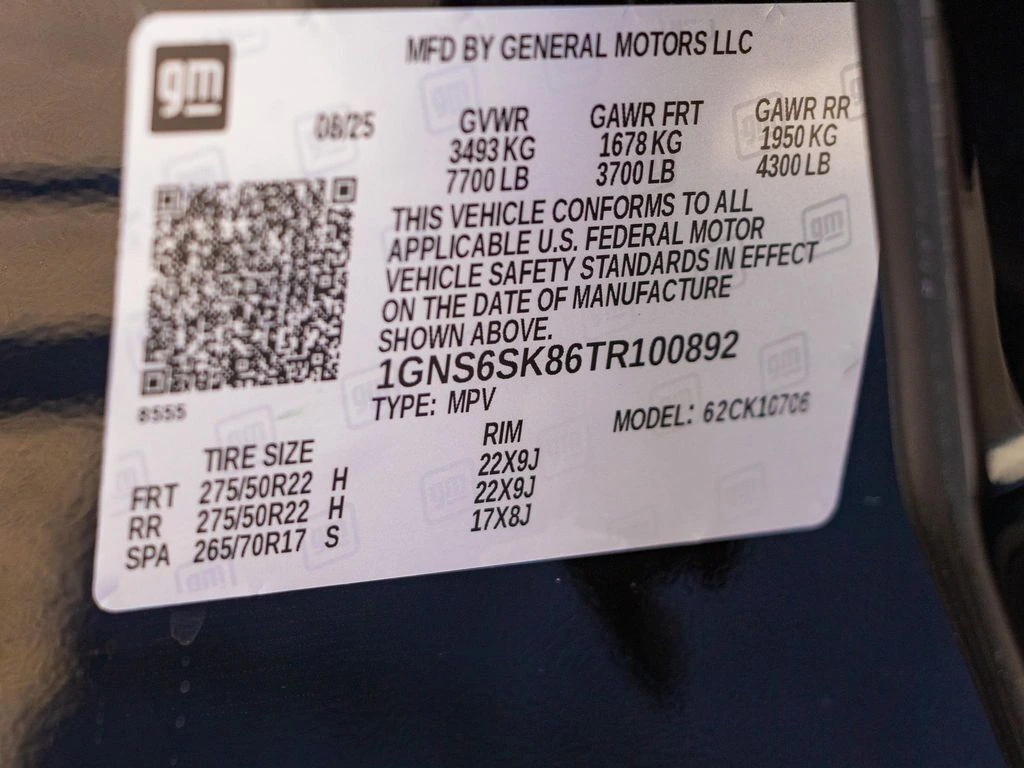 gm
MFD BY GENERAL MOTORS LLC
08/25
GVWR GAWR FRT GAWR RR
3493 KG 1678 KG 1950 KG
7700 LB 3700 LB 4300 LB
THIS VEHICLE CONFORMS TO ALL
APPLICABLE U.S. FEDERAL MOTOR
VEHICLE SAFETY STANDARDS IN EFFECT
ON THE DATE OF MANUFACTURE
SHOWN ABOVE.
1GNS6SK86TR100892
8555
TYPE: MPV MODEL: 62CK10706
TIRE SIZE RIM
FRT 275/50R22 H 22X9J
RR 275/50R22 H 22X9J
SPA 265/70R17 S 17X8J